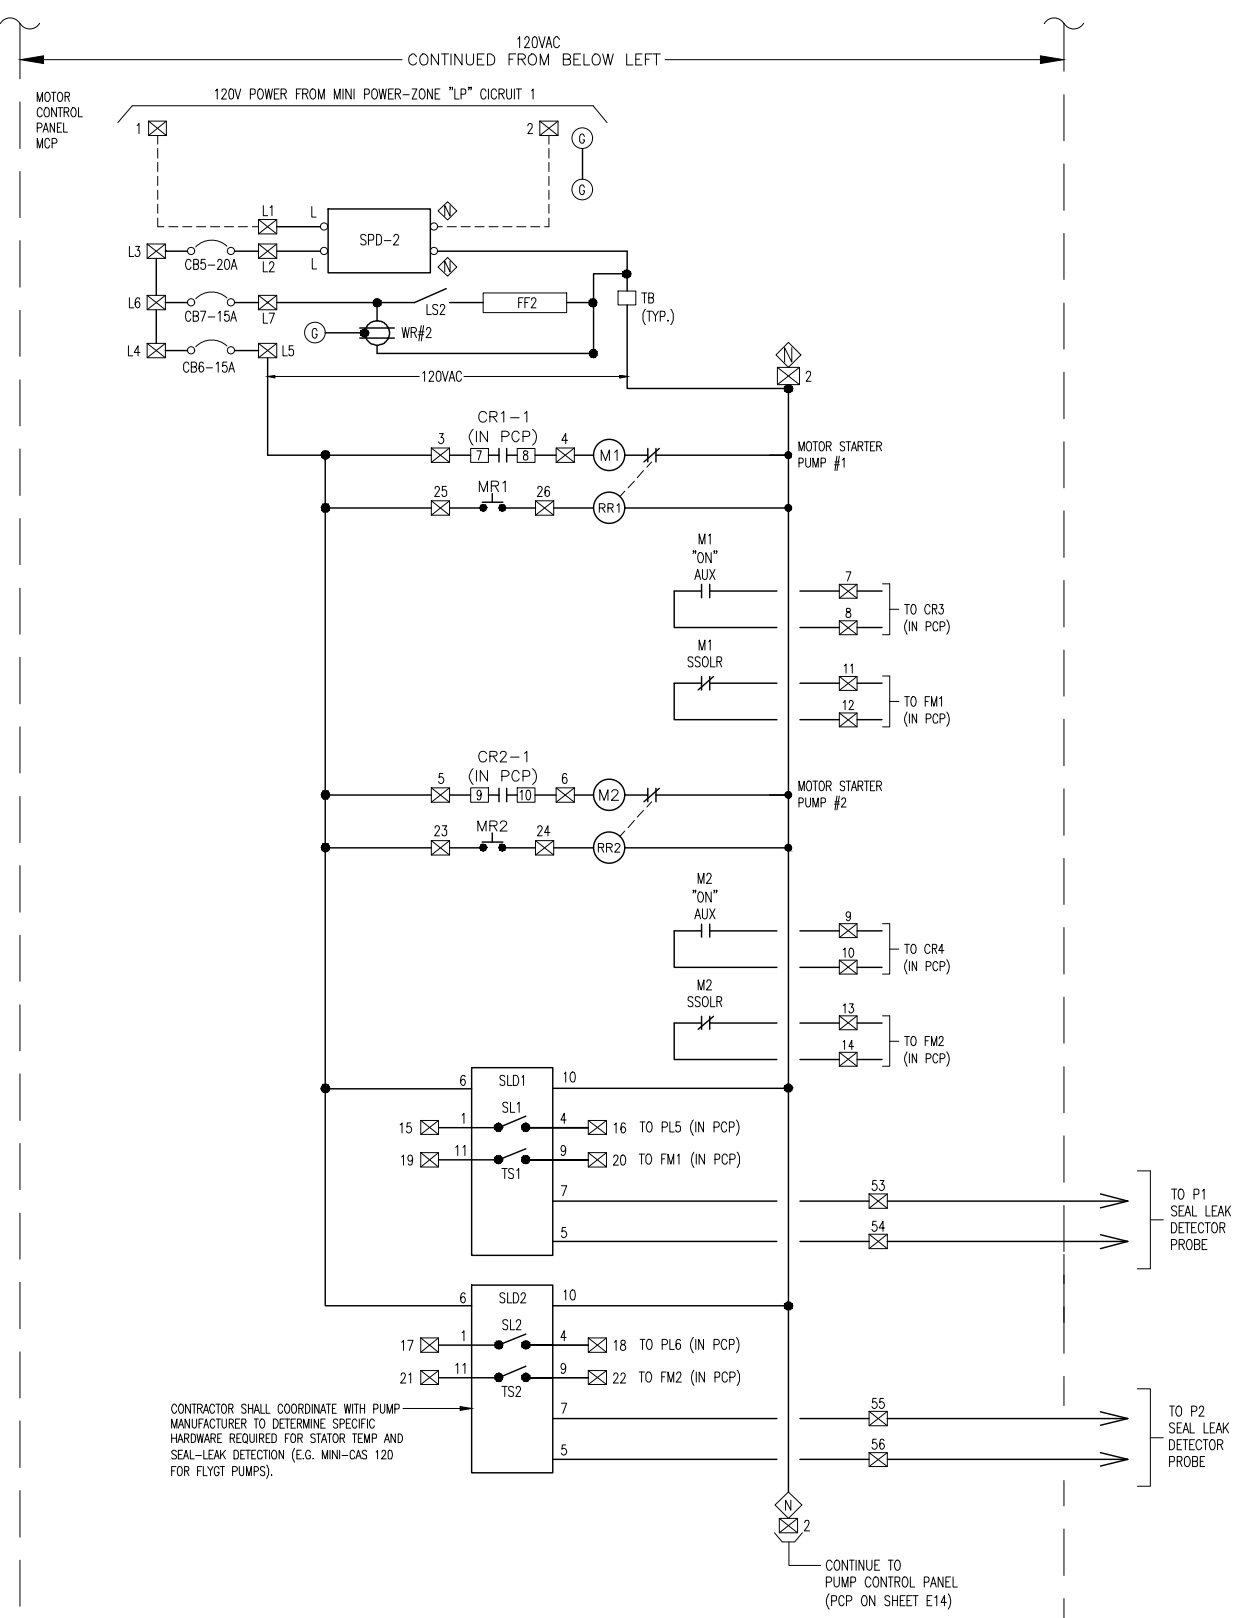 120VAC
CONTINUED FROM BELOW LEFT
MOTOR
CONTROL
PANEL
MCP
120V POWER FROM MINI POWER-ZONE "LP" CICRUIT 1
1
2
G
G
L1
L
N
SPD-2
L3
CB5-20A
L2
L
N
L6
CB7-15A
L7
LS2
FF2
TB
(TYP.)
G
WR#2
L4
CB6-15A
L5
120VAC
N
2
CR1-1
(IN PCP)
3
7
8
4
M1
MOTOR STARTER
PUMP #1
25
MR1
26
RR1
M1
"ON"
AUX
7
8
TO CR3
(IN PCP)
M1
SSOLR
11
12
TO FM1
(IN PCP)
CR2-1
(IN PCP)
5
9
10
6
M2
MOTOR STARTER
PUMP #2
23
MR2
24
RR2
M2
"ON"
AUX
9
10
TO CR4
(IN PCP)
M2
SSOLR
13
14
TO FM2
(IN PCP)
6
SLD1
10
SL1
15
1
4
16 TO PL5 (IN PCP)
19
11
9
20 TO FM1 (IN PCP)
TS1
7
53
5
54
TO P1
SEAL LEAK
DETECTOR
PROBE
6
SLD2
10
SL2
17
1
4
18 TO PL6 (IN PCP)
21
11
9
22 TO FM2 (IN PCP)
TS2
7
55
5
56
TO P2
SEAL LEAK
DETECTOR
PROBE
CONTRACTOR SHALL COORDINATE WITH PUMP
MANUFACTURER TO DETERMINE SPECIFIC
HARDWARE REQUIRED FOR STATOR TEMP AND
SEAL-LEAK DETECTION (E.G. MINI-CAS 120
FOR FLYGT PUMPS).
N
2
CONTINUE TO
PUMP CONTROL PANEL
(PCP ON SHEET E14)